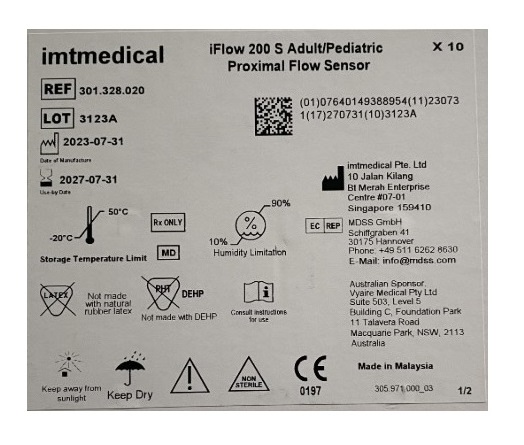 imtmedical
iFlow 200 S Adult/Pediatric
Proximal Flow Sensor
X 10
REF 301.328.020
LOT 3123A
2023-07-31
Date of Manufacture
2027-07-31
Use-by Date
(01)07640149388954(11)23073
1(17)270731(10)3123A
imtmedical Pte. Ltd
10 Jalan Kilang
Bt Merah Enterprise
Centre #07-01
Singapore 159410
50°C
-20°C
Storage Temperature Limit
Rx ONLY
MD
90%
%
10%
Humidity Limitation
EC REP
MDSS GmbH
Schiffgraben 41
30175 Hannover
Phone: +49 511 6262 8630
E-Mail: info@mdss.com
LATEX
Not made
with natural
rubber latex
PHT
DEHP
Not made with DEHP
Consult instructions
for use
Australian Sponsor.
Vyaire Medical Pty Ltd
Suite 503, Level 5
Building C, Foundation Park
11 Talavera Road
Macquarie Park, NSW, 2113
Australia
Keep away from
sunlight
Keep Dry
NON
STERILE
CE
0197
Made in Malaysia
305.971.000_03
1/2